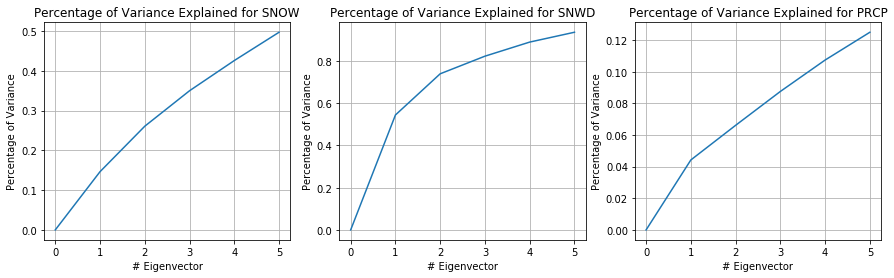 Percentage of Variance Explained for SNOW
Percentage of Variance
0.5
0.4
0.3
0.2
0.1
0.0
0 1 2 3 4 5
# Eigenvector
Percentage of Variance Explained for SNWD
Percentage of Variance
0.8
0.6
0.4
0.2
0.0
0 1 2 3 4 5
# Eigenvector
Percentage of Variance Explained for PRCP
Percentage of Variance
0.12
0.10
0.08
0.06
0.04
0.02
0.00
0 1 2 3 4 5
# Eigenvector